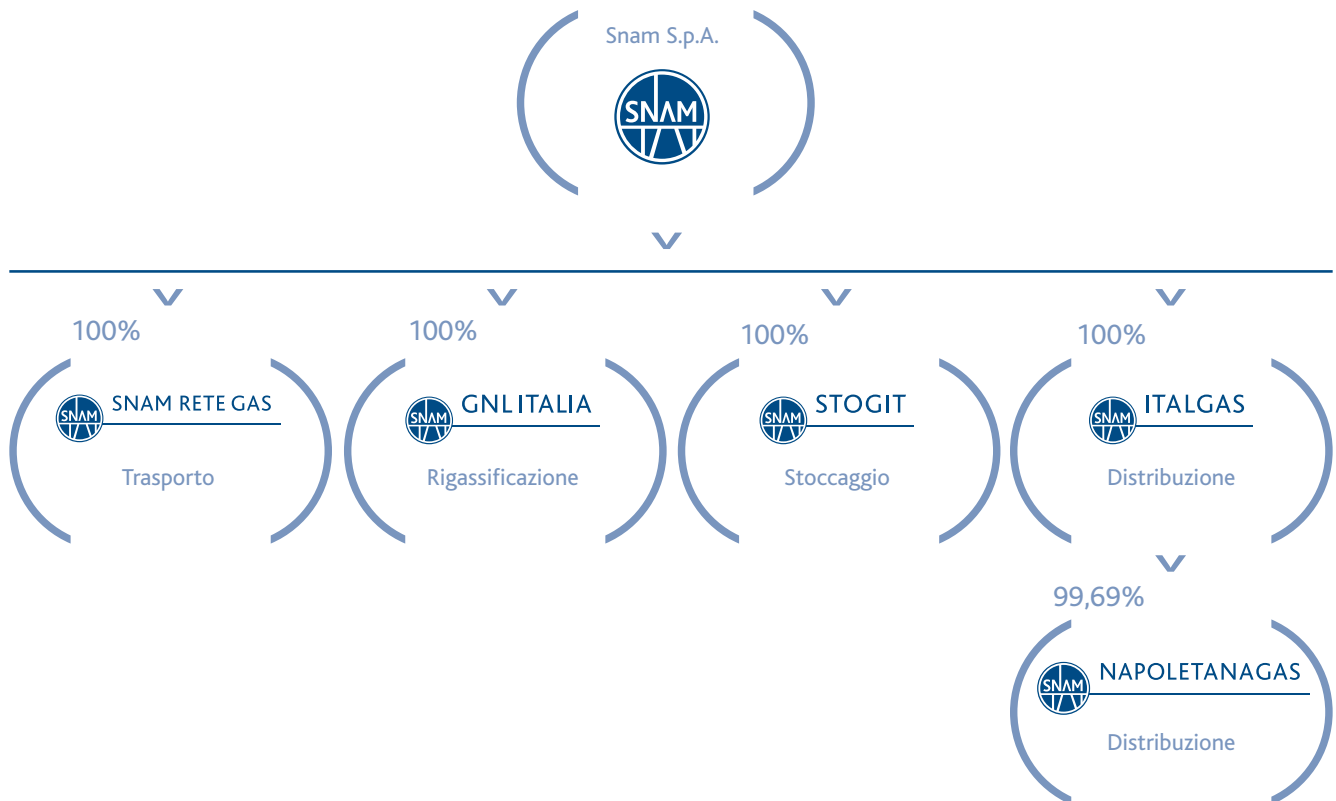 Snam S.p.A.
SNAM
100%
100%
100%
100%
SNAM
SNAM RETE GAS
SNAM
GNL ITALIA
SNAM
STOGIT
SNAM
ITALGAS
Trasporto
Rigassificazione
Stoccaggio
Distribuzione
99,69%
SNAM
NAPOLETANAGAS
Distribuzione